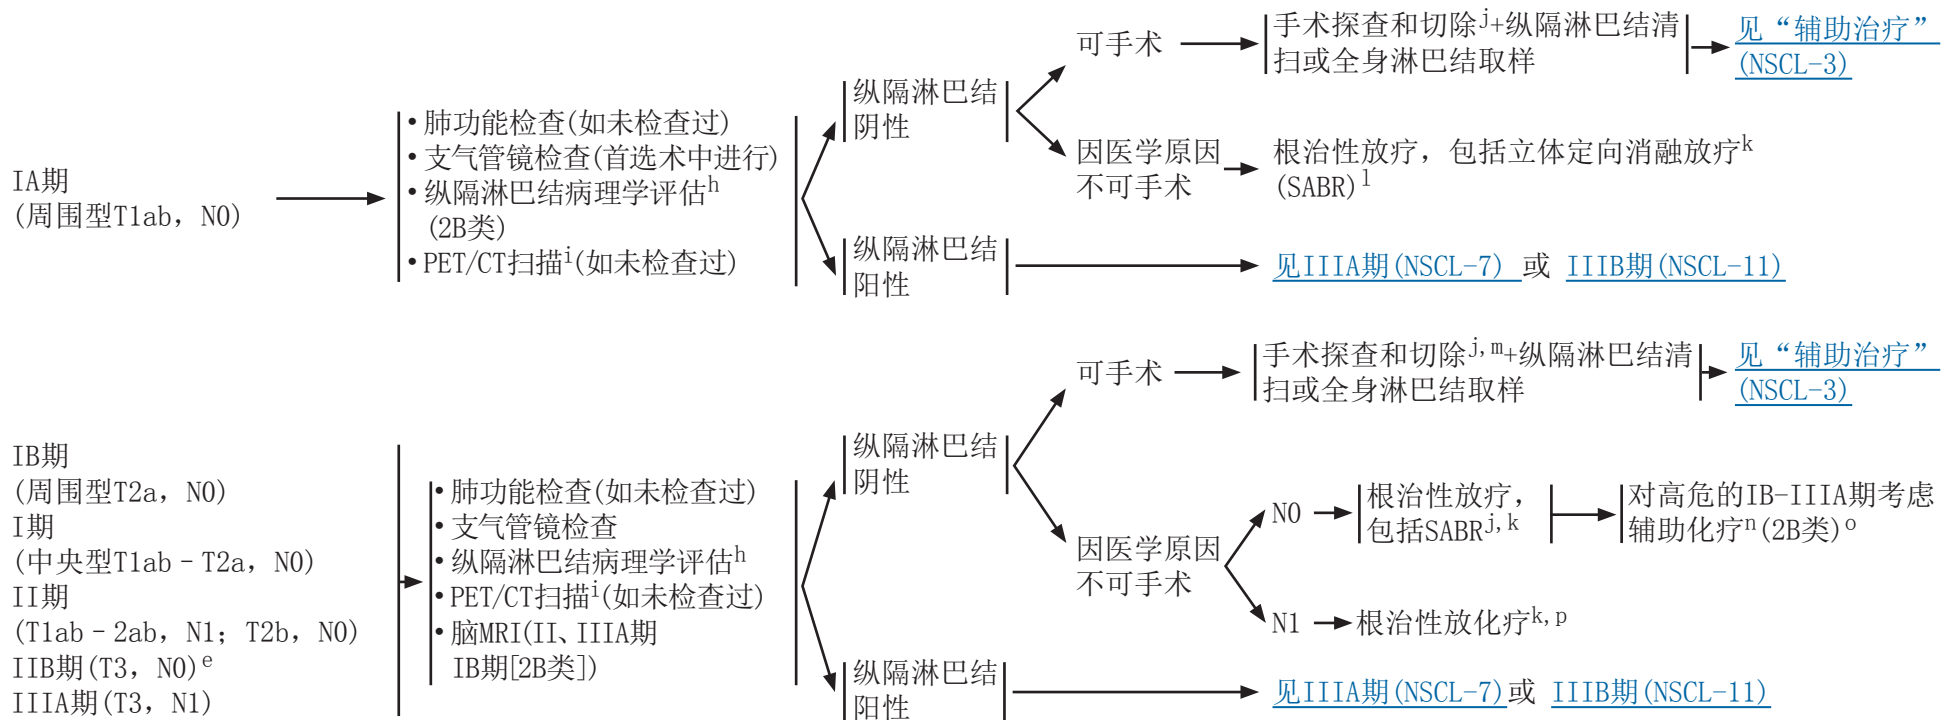 IA期
(周围型T1ab, N0)
• 肺功能检查(如未检查过)
• 支气管镜检查(首选术中进行)
• 纵隔淋巴结病理学评估h
(2B类)
• PET/CT扫描i(如未检查过)
纵隔淋巴结
阴性
可手术
手术探查和切除j+纵隔淋巴结清
扫或全身淋巴结取样
见“辅助治疗”
(NSCL-3)
因医学原因
不可手术
根治性放疗，包括立体定向消融放疗k
(SABR)l
纵隔淋巴结
阳性
见IIIA期(NSCL-7) 或 IIIB期(NSCL-11)
IB期
(周围型T2a, N0)
I期
(中央型T1ab–T2a, N0)
II期
(T1ab–2ab, N1; T2b, N0)
IIB期(T3, N0)e
IIIA期(T3, N1)
• 肺功能检查(如未检查过)
• 支气管镜检查
• 纵隔淋巴结病理学评估h
• PET/CT扫描i(如未检查过)
• 脑MRI(II、IIIA期
IB期[2B类])
纵隔淋巴结
阴性
可手术
手术探查和切除j,m+纵隔淋巴结清
扫或全身淋巴结取样
见“辅助治疗”
(NSCL-3)
因医学原因
不可手术
N0
根治性放疗，
包括SABRj,k
对高危的IB-IIIA期考虑
辅助化疗n(2B类)o
N1
根治性放化疗k,p
纵隔淋巴结
阳性
见IIIA期(NSCL-7)或 IIIB期(NSCL-11)